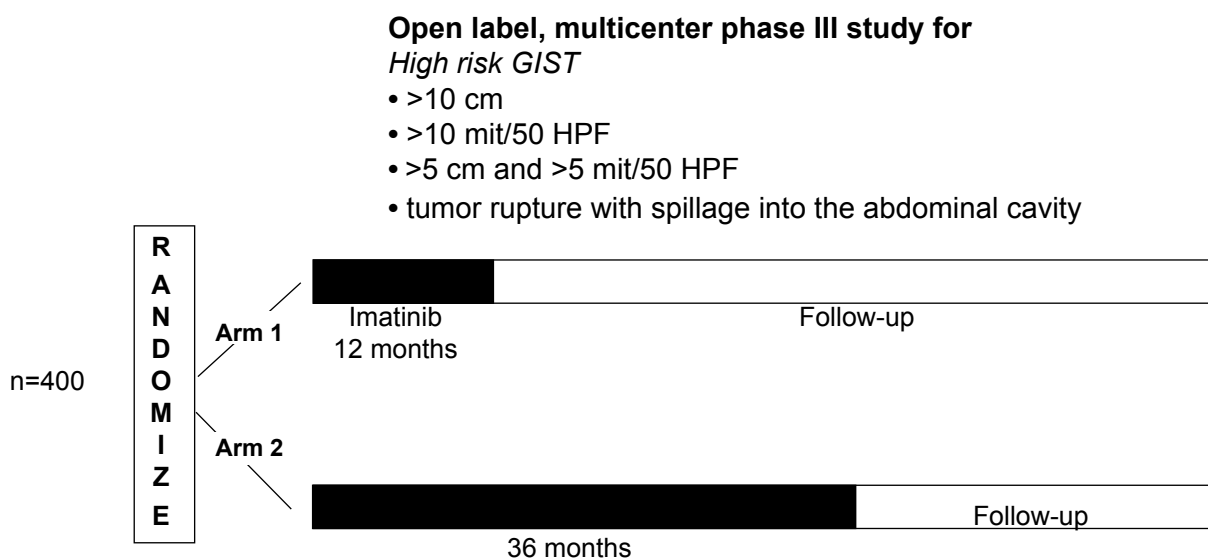 Open label, multicenter phase III study for
High risk GIST
• >10 cm
• >10 mit/50 HPF
• >5 cm and >5 mit/50 HPF
• tumor rupture with spillage into the abdominal cavity
n=400
R
A
N
D
O
M
I
Z
E
Arm 1
Imatinib
12 months
Follow-up
Arm 2
36 months
Follow-up